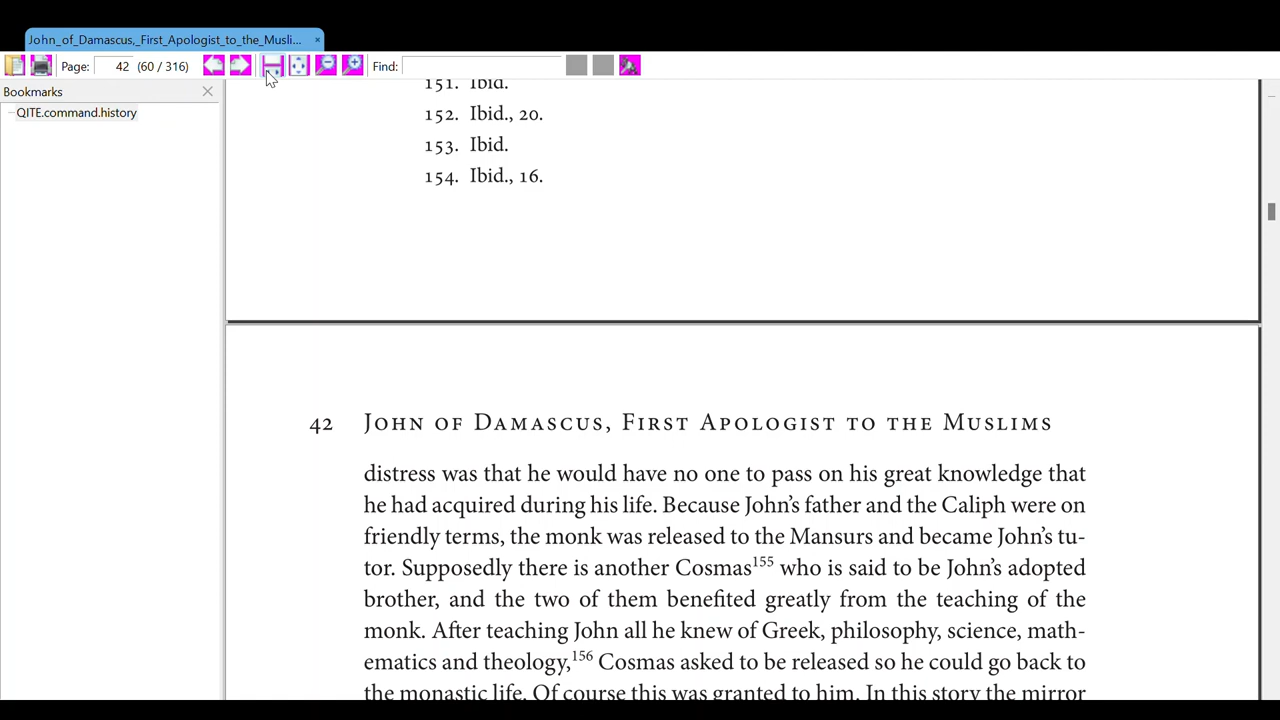 John_of_Damascus,_First_Apologist_to_the_Musli... ×
Page: 42 (60 / 316) Find:
Bookmarks
QITE.command.history
151. Ibid.
152. Ibid., 20.
153. Ibid.
154. Ibid., 16.
42 John of Damascus, First Apologist to the Muslims
distress was that he would have no one to pass on his great knowledge that
he had acquired during his life. Because John’s father and the Caliph were on
friendly terms, the monk was released to the Mansurs and became John’s tu-
tor. Supposedly there is another Cosmas155 who is said to be John’s adopted
brother, and the two of them benefited greatly from the teaching of the
monk. After teaching John all he knew of Greek, philosophy, science, math-
ematics and theology,156 Cosmas asked to be released so he could go back to
the monastic life. Of course this was granted to him. In this story the mirror